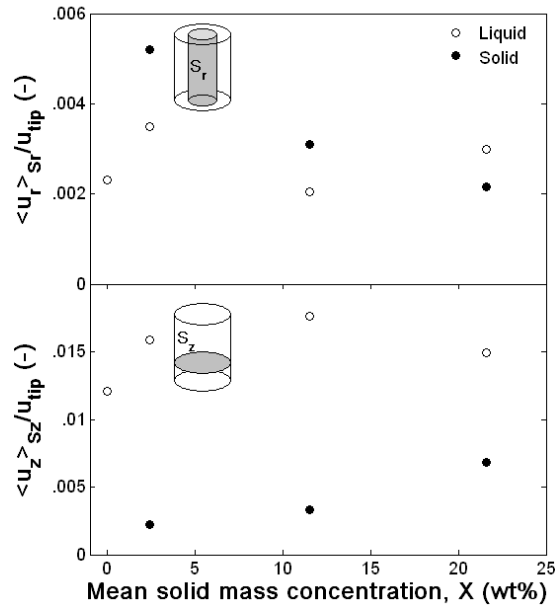 .006
Liquid
Solid
S_r
.004
<u_r>_Sr/u_tip (-)
.002
0
S_z
.015
.010
<u_z>_Sz/u_tip (-)
.005
0
0 5 10 15 20 25
Mean solid mass concentration, X (wt%)